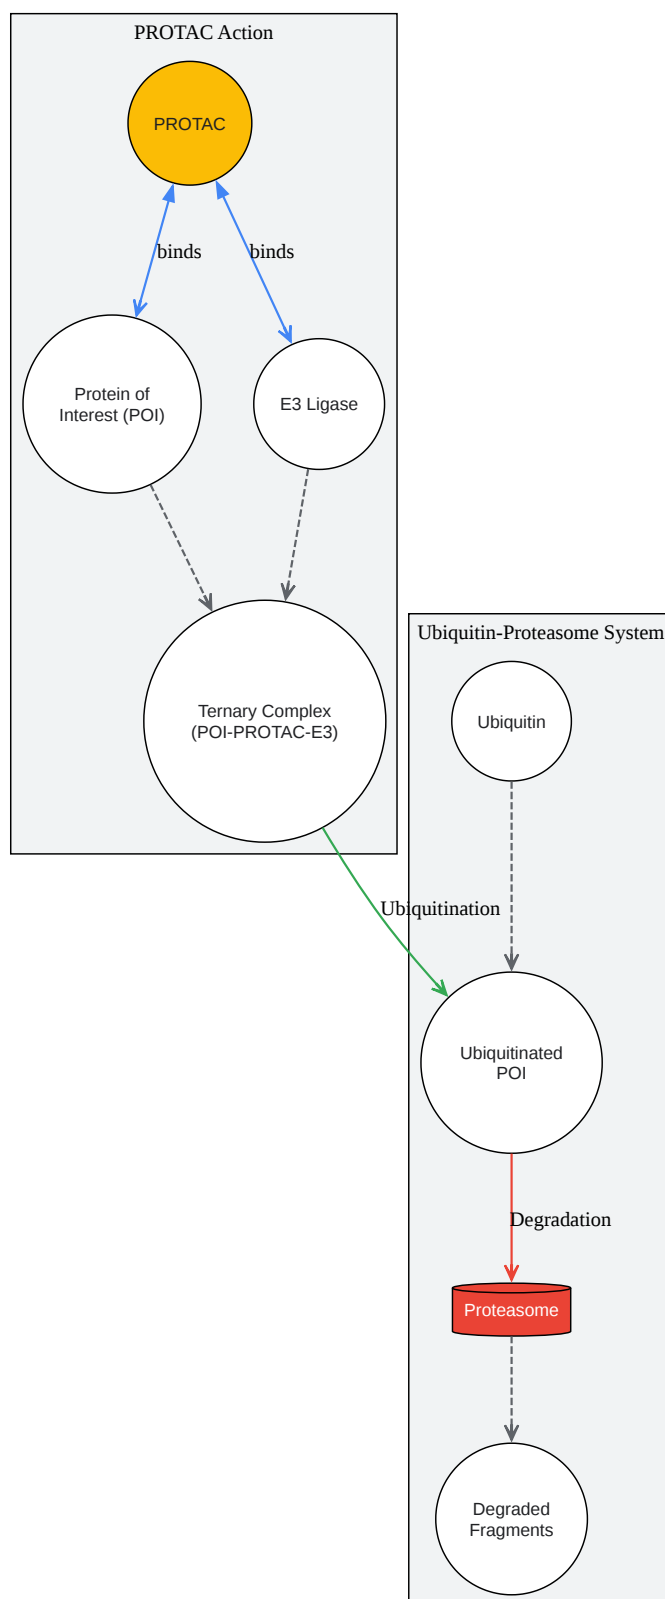 PROTAC Action
PROTAC
binds
binds
Protein of
Interest (POI)
E3 Ligase
Ternary Complex
(POI-PROTAC-E3)
Ubiquitin-Proteasome System
Ubiquitin
Ubiquitination
Ubiquitinated
POI
Degradation
Proteasome
Degraded
Fragments